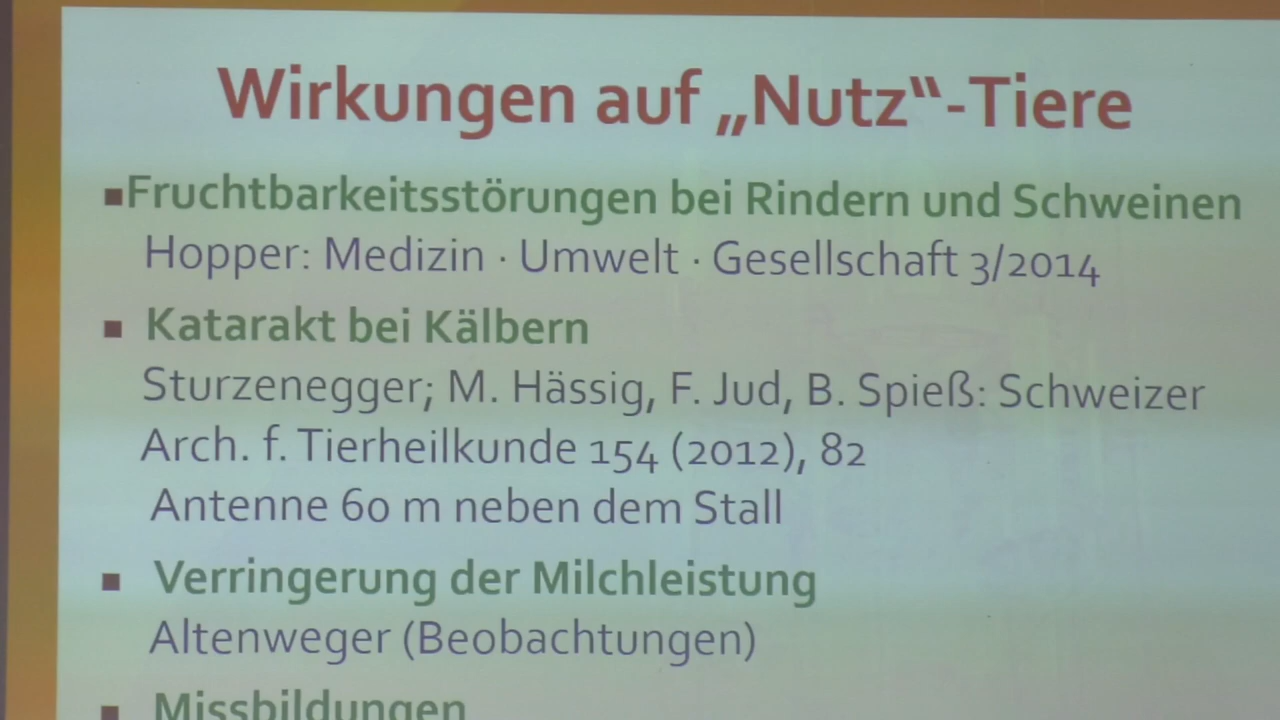 Wirkungen auf „Nutz“-Tiere
▪Fruchtbarkeitsstörungen bei Rindern und Schweinen
Hopper: Medizin · Umwelt · Gesellschaft 3/2014
▪ Katarakt bei Kälbern
Sturzenegger; M. Hässig, F. Jud, B. Spieß: Schweizer
Arch. f. Tierheilkunde 154 (2012), 82
Antenne 60 m neben dem Stall
▪ Verringerung der Milchleistung
Altenweger (Beobachtungen)
▪ Missbildungen